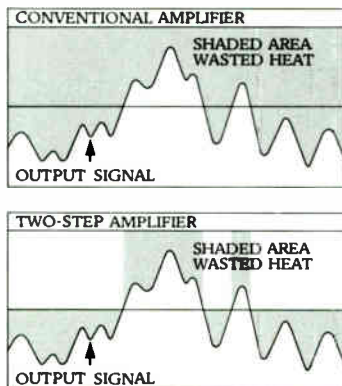 CONVENTIONAL AMPLIFIER
SHADED AREA
WASTED HEAT
OUTPUT SIGNAL
TWO-STEP AMPLIFIER
SHADED AREA
WASTED HEAT
OUTPUT SIGNAL